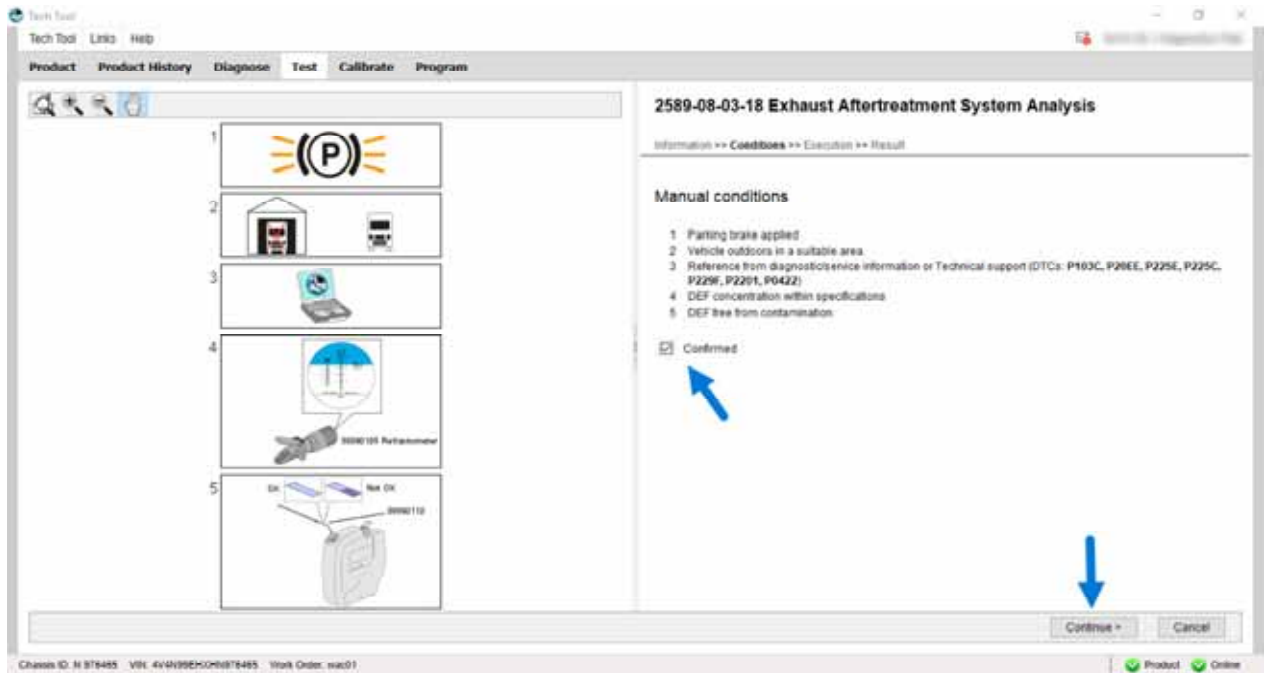 Tech Tool
Tech Tool Links Help
Product Product History Diagnose Test Calibrate Program
2589-08-03-18 Exhaust Aftertreatment System Analysis
Information >> Conditions >> Execution >> Result
Manual conditions
1 Parking brake applied
2 Vehicle outdoors in a suitable area.
3 Reference from diagnostic/service information or Technical support (DTCs: P103C, P20EE, P225E, P225C,
P229F, P2201, P0422)
4 DEF concentration within specifications
5 DEF free from contamination
Confirmed
1
P
2
3
4
Refractometer
5
OK Not OK
Continue Cancel
Chassis ID: N 976465 VIN: Work Order: Product Online